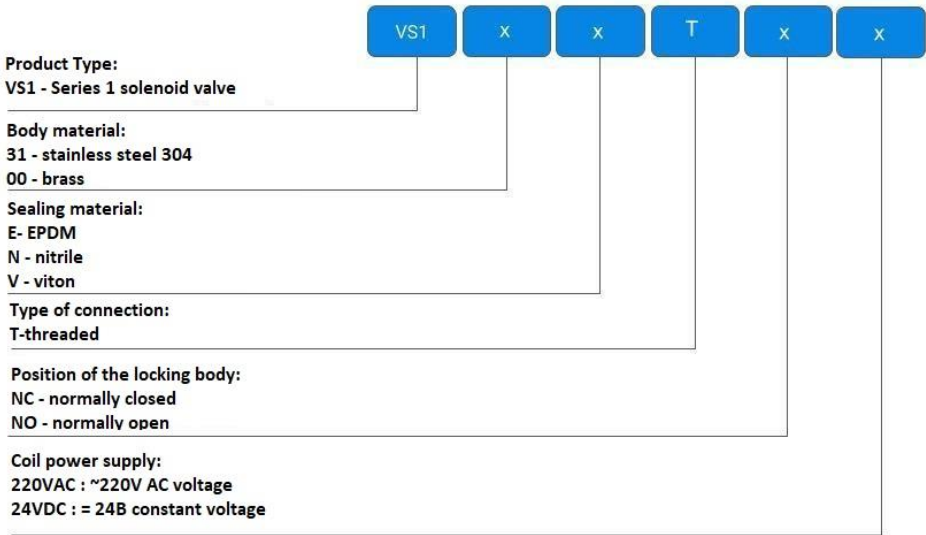 VS1 x x T x x
Product Type:
VS1 - Series 1 solenoid valve
Body material:
31 - stainless steel 304
00 - brass
Sealing material:
E- EPDM
N - nitrile
V - viton
Type of connection:
T-threaded
Position of the locking body:
NC - normally closed
NO - normally open
Coil power supply:
220VAC : ~220V AC voltage
24VDC : = 24B constant voltage